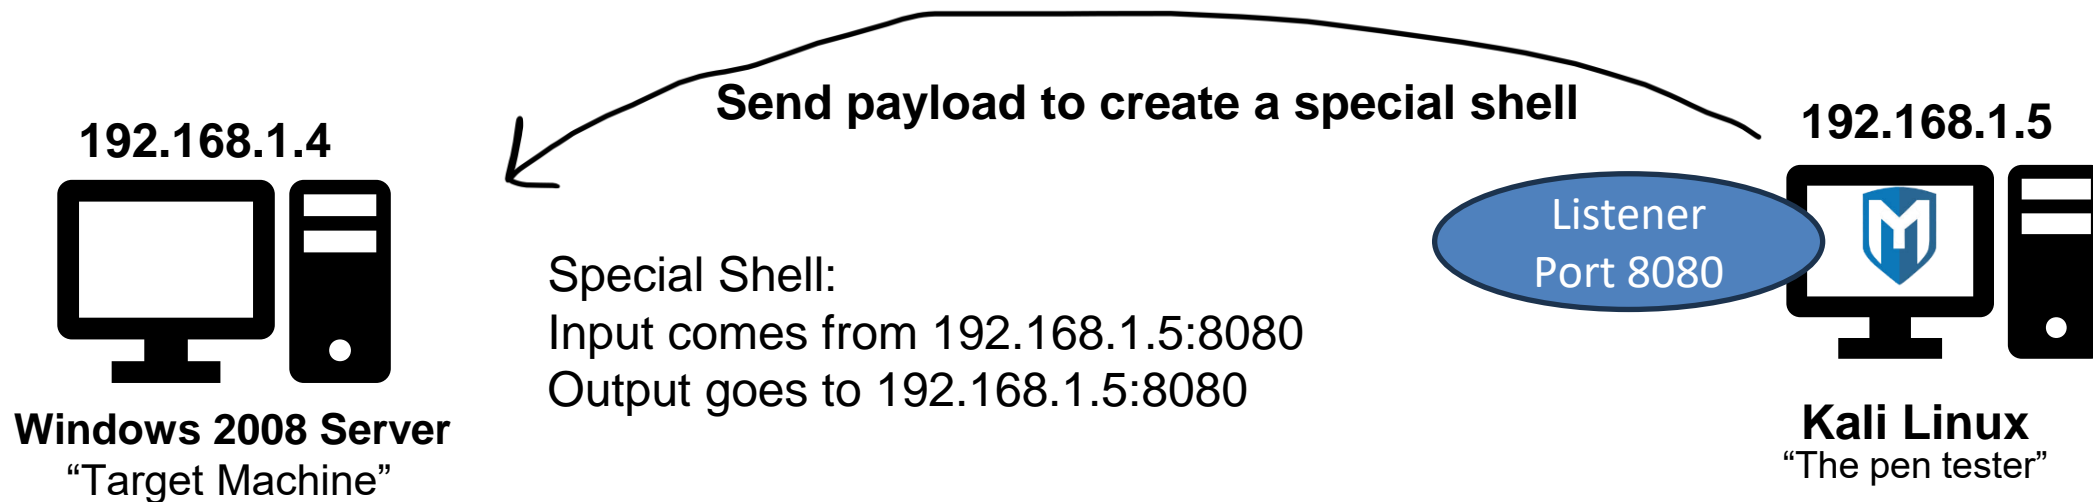 Send payload to create a special shell
192.168.1.4
192.168.1.5
Listener
Port 8080
Special Shell:
Input comes from 192.168.1.5:8080
Output goes to 192.168.1.5:8080
Windows 2008 Server
“Target Machine”
Kali Linux
“The pen tester”